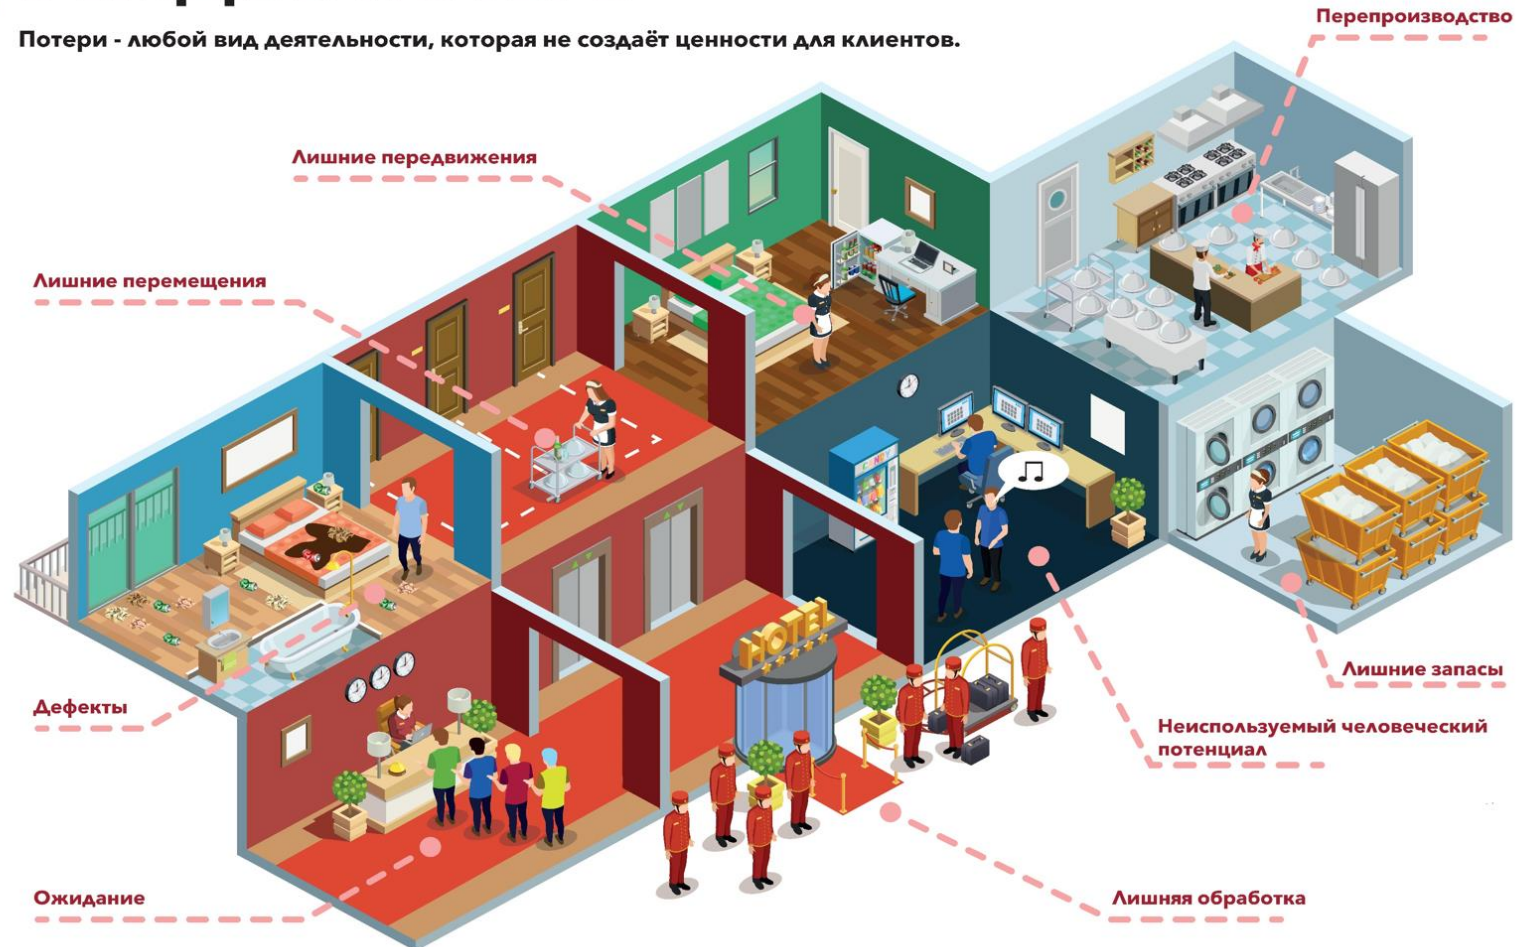 Перепроизводство
Потери - любой вид деятельности, которая не создаёт ценности для клиентов.
Лишние передвижения
Лишние перемещения
CANDY
HOTEL
Лишние запасы
Дефекты
Неиспользуемый человеческий
потенциал
Ожидание
Лишняя обработка